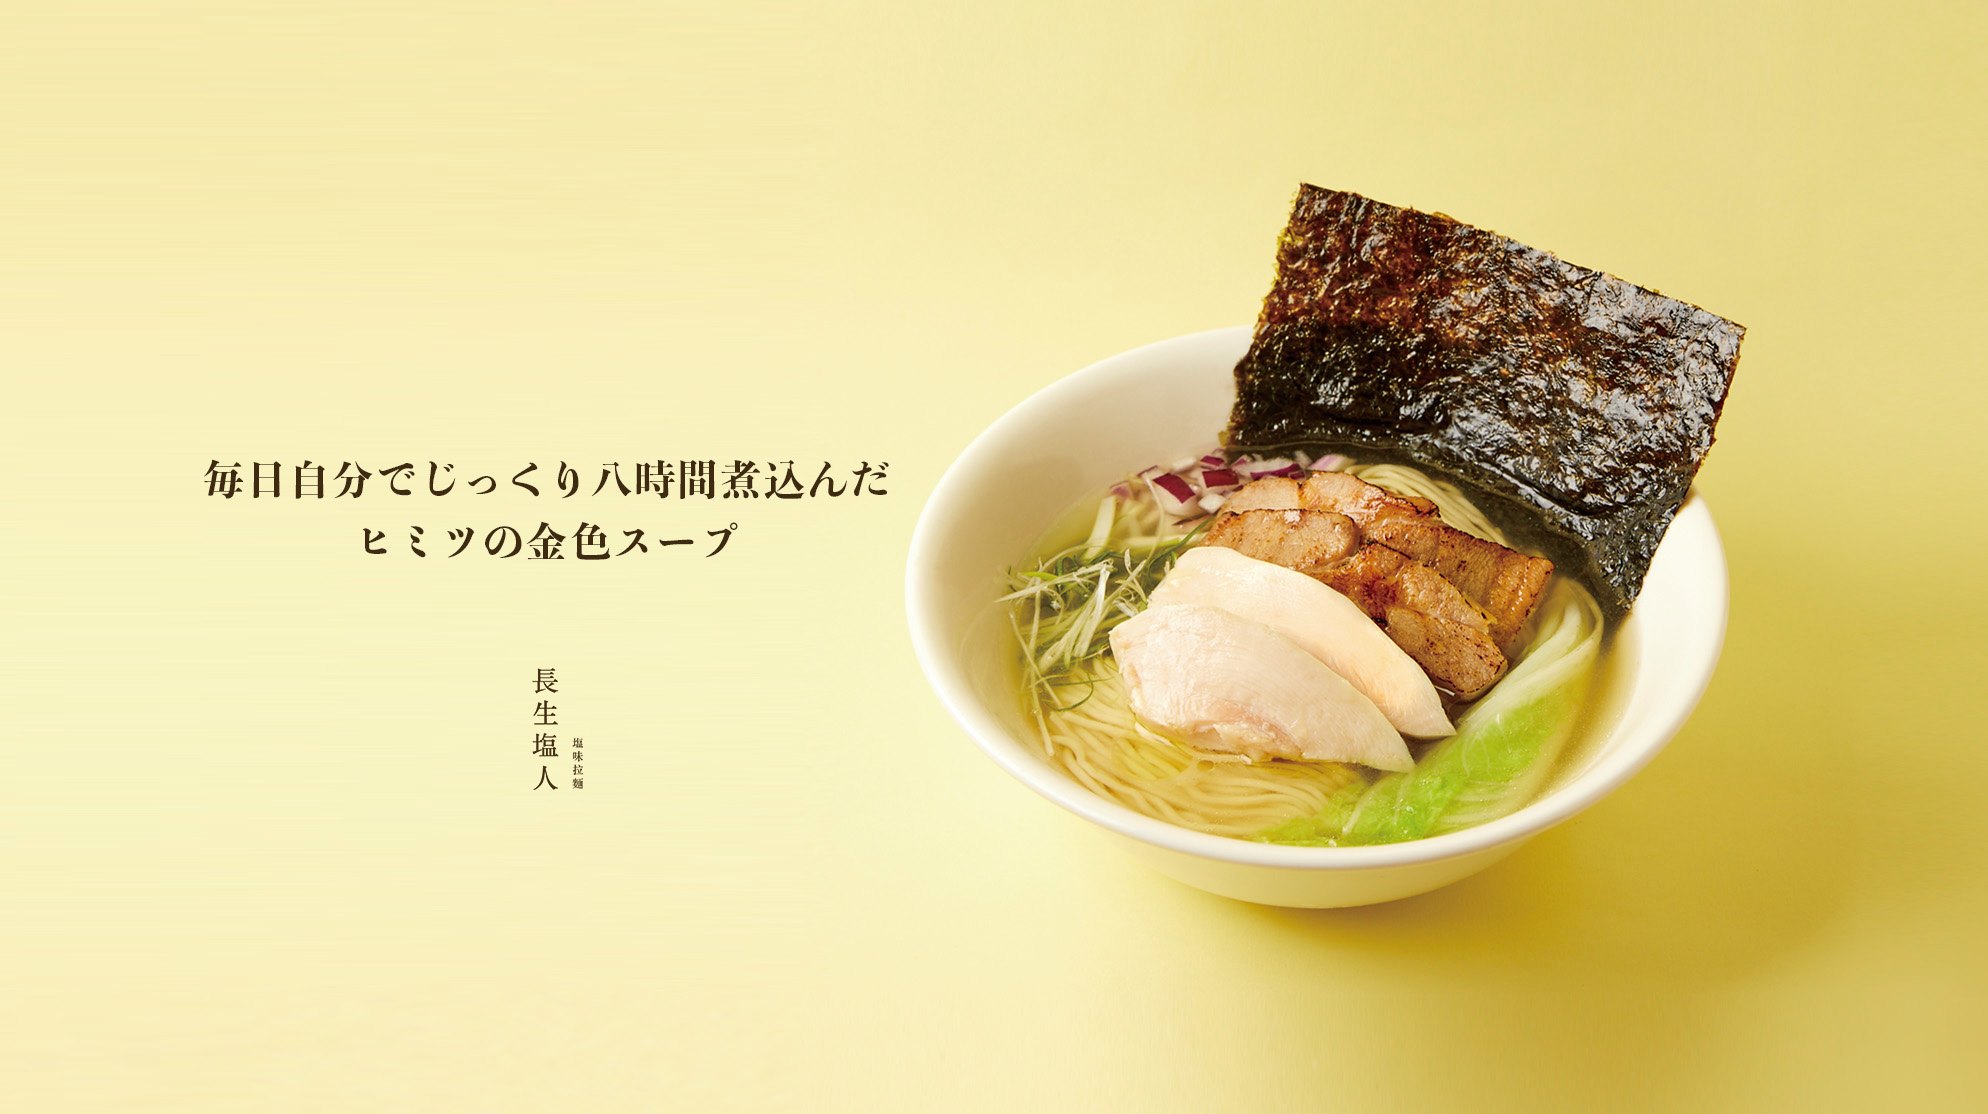 毎日自分でじっくり八時間煮込んだ
ヒミツの金色スープ
長生塩人
塩味拉麺